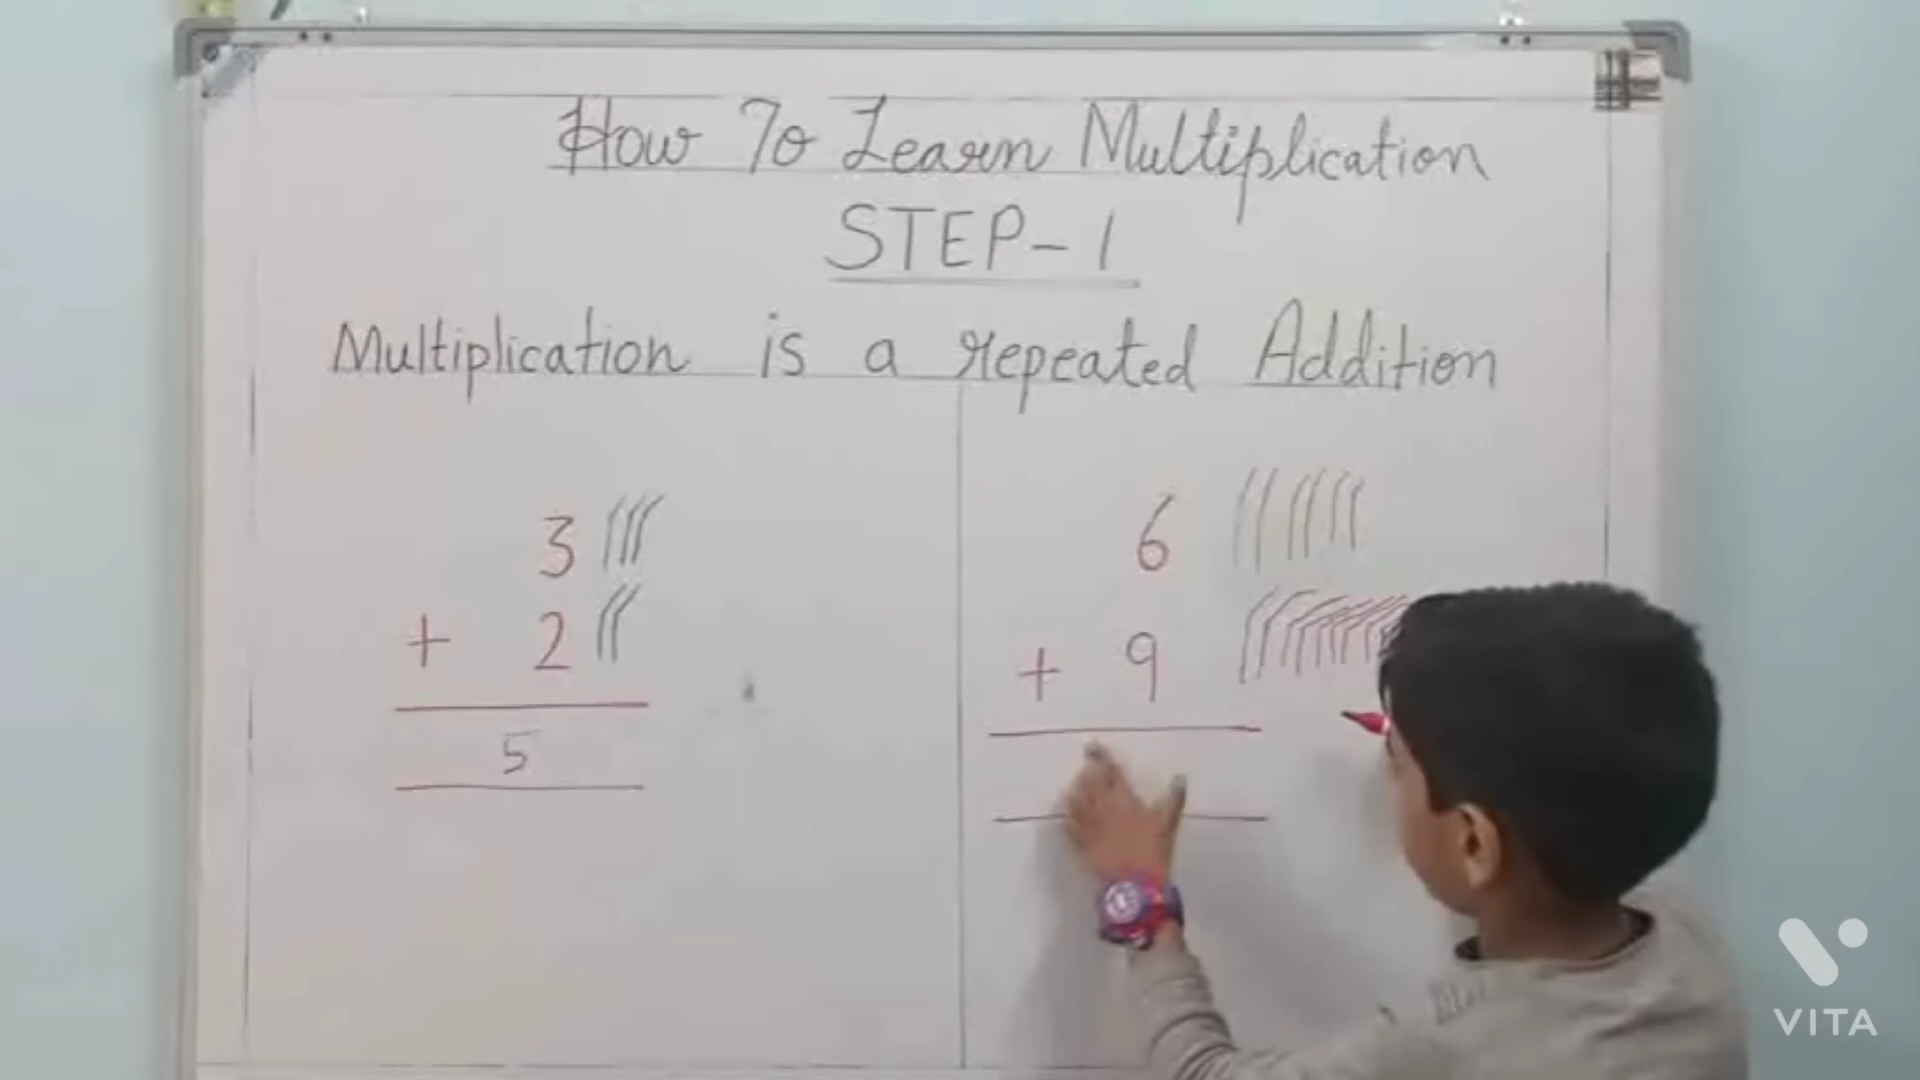 How To Learn Multiplication
STEP-1
Multiplication is a repeated Addition
3
+ 2
5
6
+ 9
VITA